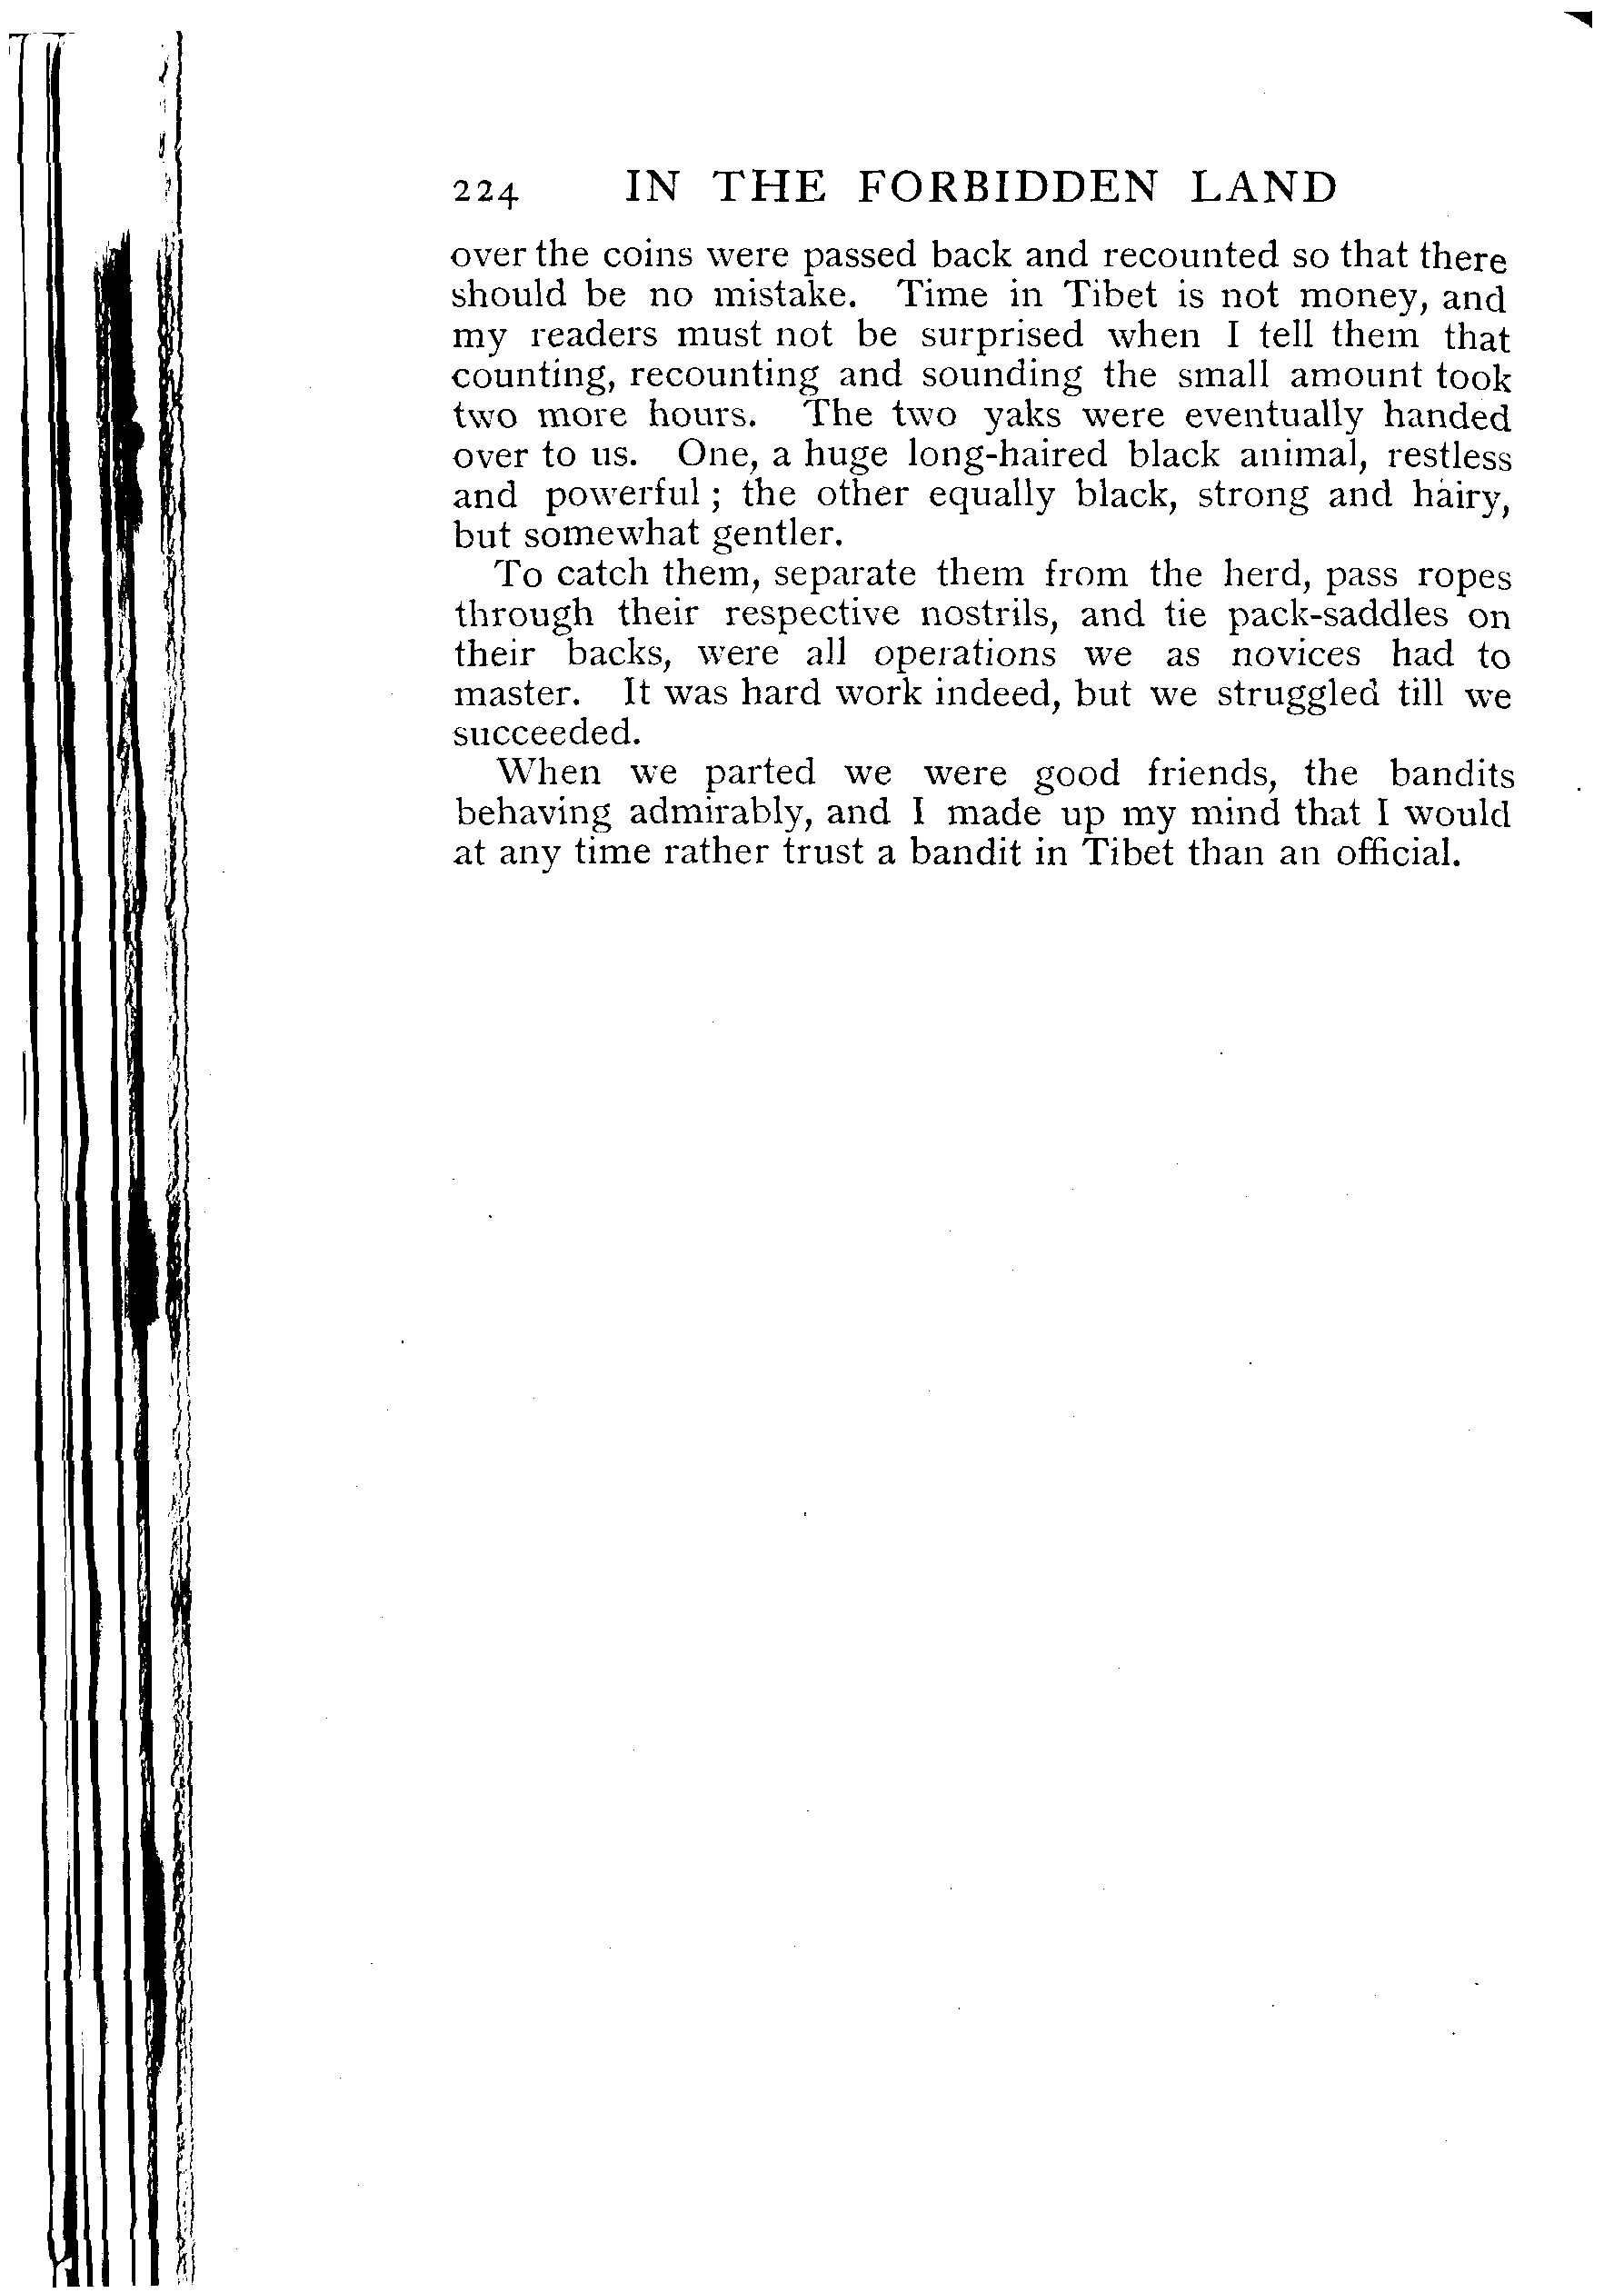 224 IN THE FORBIDDEN LAND
over the coins were passed back and recounted so that there
should be no mistake. Time in Tibet is not money, and
my readers must not be surprised when I tell them that
counting, recounting and sounding the small amount took
two more hours. The two yaks were eventually handed
over to us. One, a huge long-haired black animal, restless
and powerful; the other equally black, strong and hairy,
but somewhat gentler.
To catch them, separate them from the herd, pass ropes
through their respective nostrils, and tie pack-saddles on
their backs, were all operations we as novices had to
master. It was hard work indeed, but we struggled till we
succeeded.
When we parted we were good friends, the bandits
behaving admirably, and I made up my mind that I would
at any time rather trust a bandit in Tibet than an official.